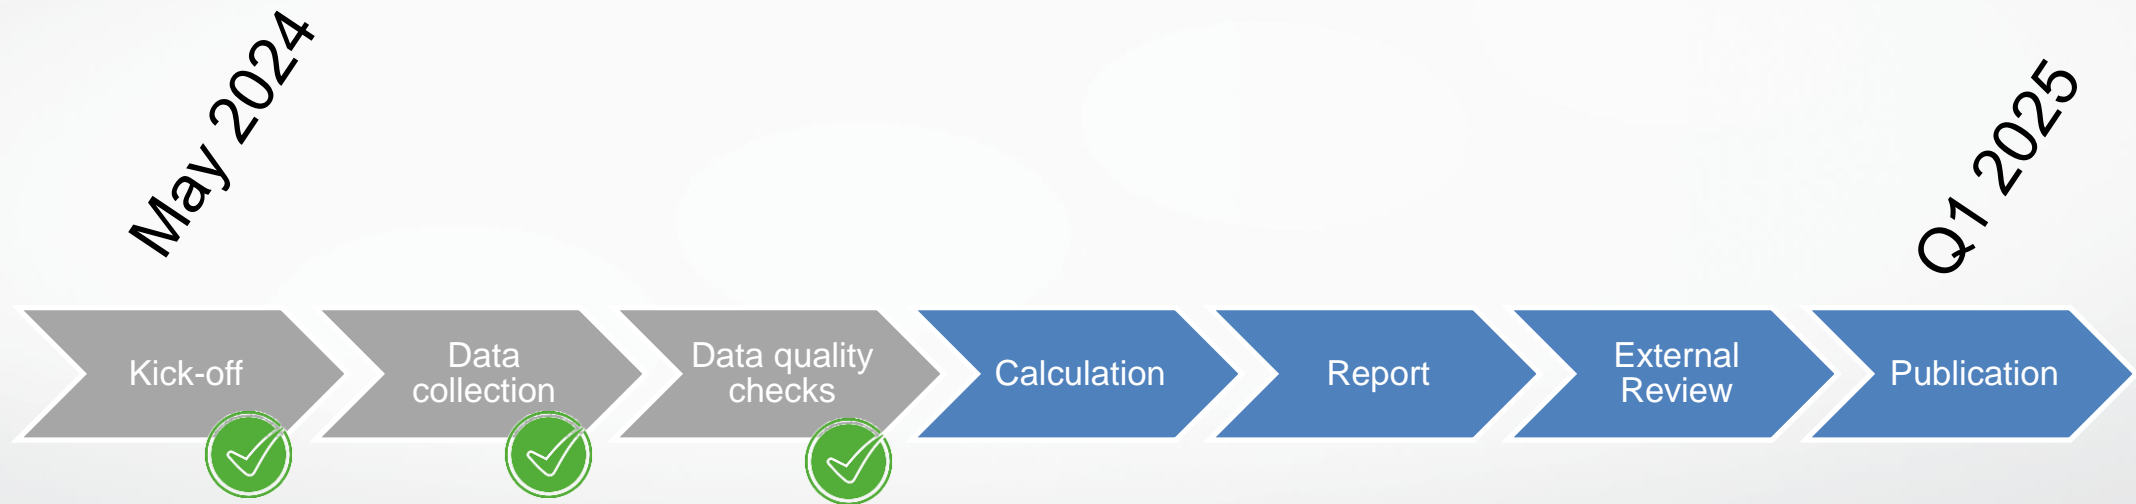 May 2024
Q1 2025
Kick-off
Data
collection
Data quality
checks
Calculation
Report
External
Review
Publication